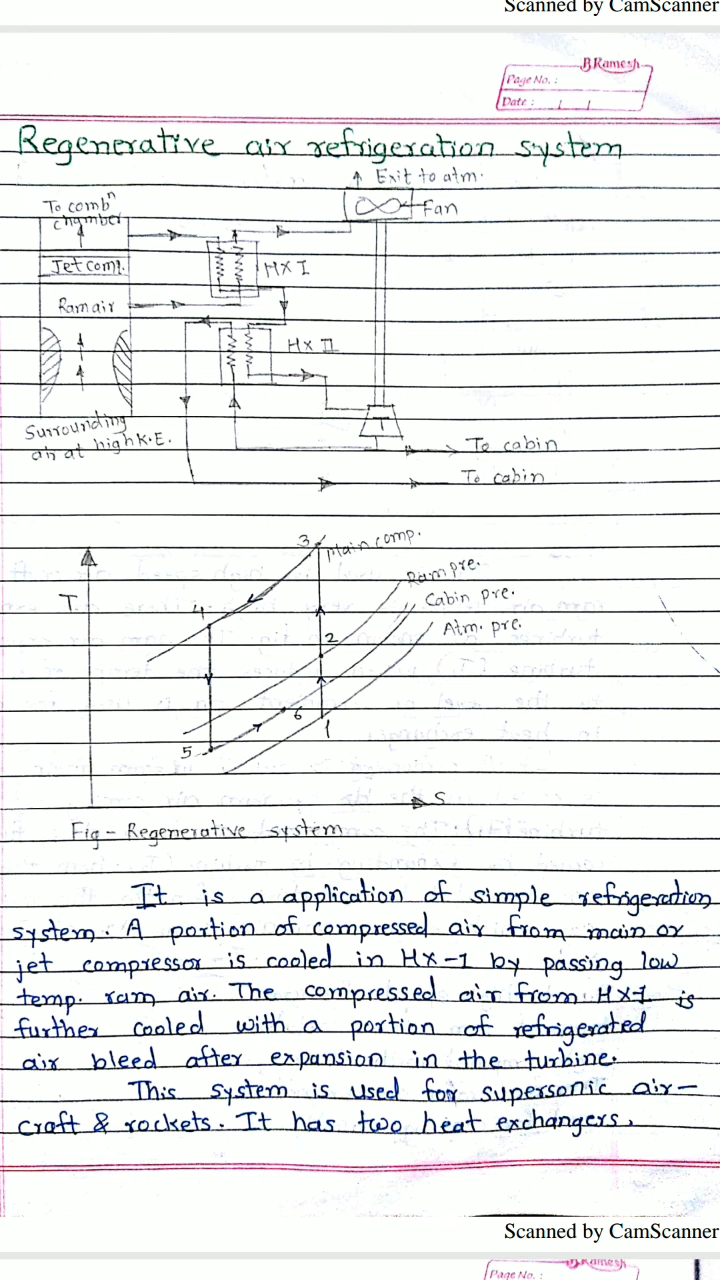 Scanned by CamScanner
B Ramesh
Page No. :
Date : / /
Regenerative air refrigeration system
Exit to atm.
To combⁿ
chamber
Fan
Jet comp.
HX I
Ram air
HX II
Surrounding
air at high K.E.
To cabin
To cabin
3
Main comp.
Ram pre.
T
Cabin pre.
4
Atm. pre.
2
6
1
5
S
Fig - Regenerative system
It is a application of simple refrigeration
system. A portion of compressed air from main or
jet compressor is cooled in HX-1 by passing low
temp. ram air. The compressed air from HX1 is
further cooled with a portion of refrigerated
air bleed after expansion in the turbine.
This system is used for supersonic air-
craft & rockets. It has two heat exchangers.
Scanned by CamScanner
B Ramesh
Page No. :